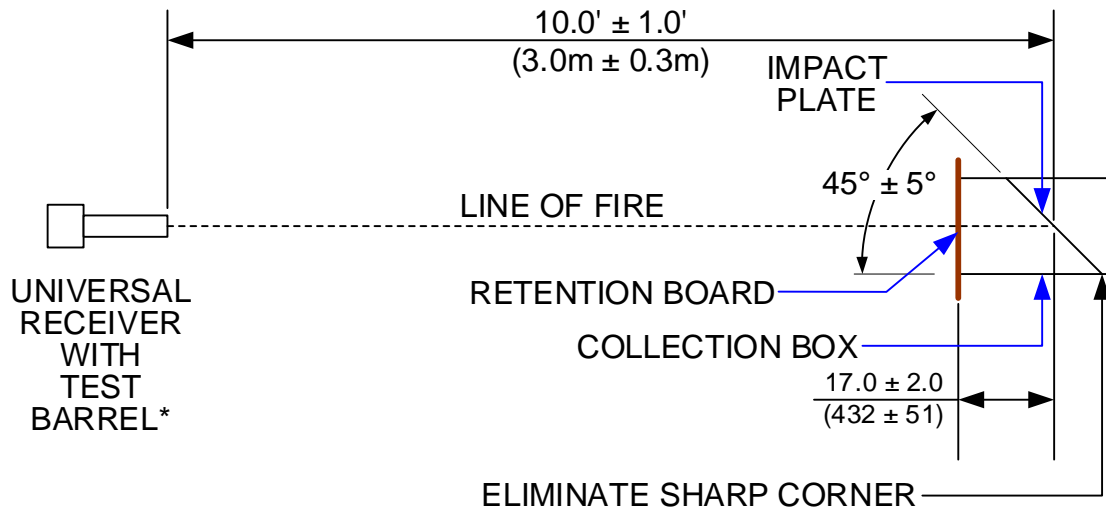 10.0' ± 1.0'
(3.0m ± 0.3m)
IMPACT
PLATE
45° ± 5°
LINE OF FIRE
UNIVERSAL
RECEIVER
WITH
TEST
BARREL*
RETENTION BOARD
COLLECTION BOX
17.0 ± 2.0
(432 ± 51)
ELIMINATE SHARP CORNER